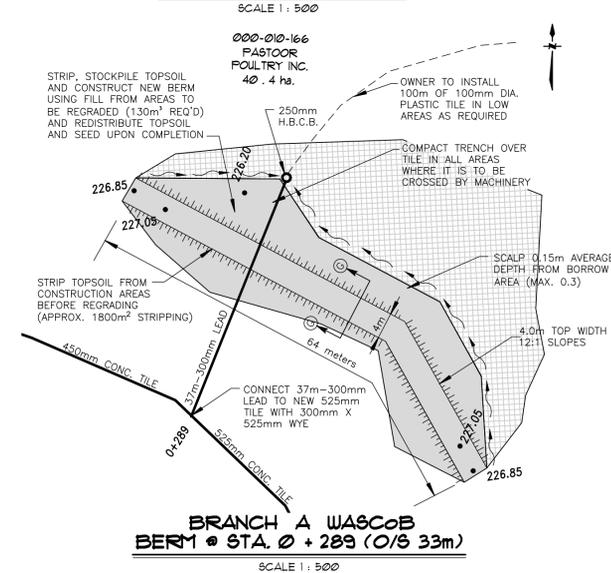 SCALE 1 : 500
000-010-166
PASTOOR
POULTRY INC.
40 . 4 ha.
STRIP, STOCKPILE TOPSOIL
AND CONSTRUCT NEW BERM
USING FILL FROM AREAS TO
BE REGRADED (130m³ REQ'D)
AND REDISTRIBUTE TOPSOIL
AND SEED UPON COMPLETION
OWNER TO INSTALL
100m OF 100mm DIA.
PLASTIC TILE IN LOW
AREAS AS REQUIRED
N
250mm
H.B.C.B.
COMPACT TRENCH OVER
TILE IN ALL AREAS
WHERE IT IS TO BE
CROSSED BY MACHINERY
226.20
226.85
227.05
SCALP 0.15m AVERAGE
DEPTH FROM BORROW
AREA (MAX. 0.3)
STRIP TOPSOIL FROM
CONSTRUCTION AREAS
BEFORE REGRADING
(APPROX. 1800m² STRIPPING)
G
G
4m
64 meters
37m-300mm LEAD
4.0m TOP WIDTH
12:1 SLOPES
450mm CONC. TILE
CONNECT 37m-300mm
LEAD TO NEW 525mm
TILE WITH 300mm X
525mm WYE
0+289
525mm CONC. TILE
227.05
226.85
BRANCH A WASCoB
BERM @ STA. 0 + 289 (O/S 33m)
SCALE 1 : 500